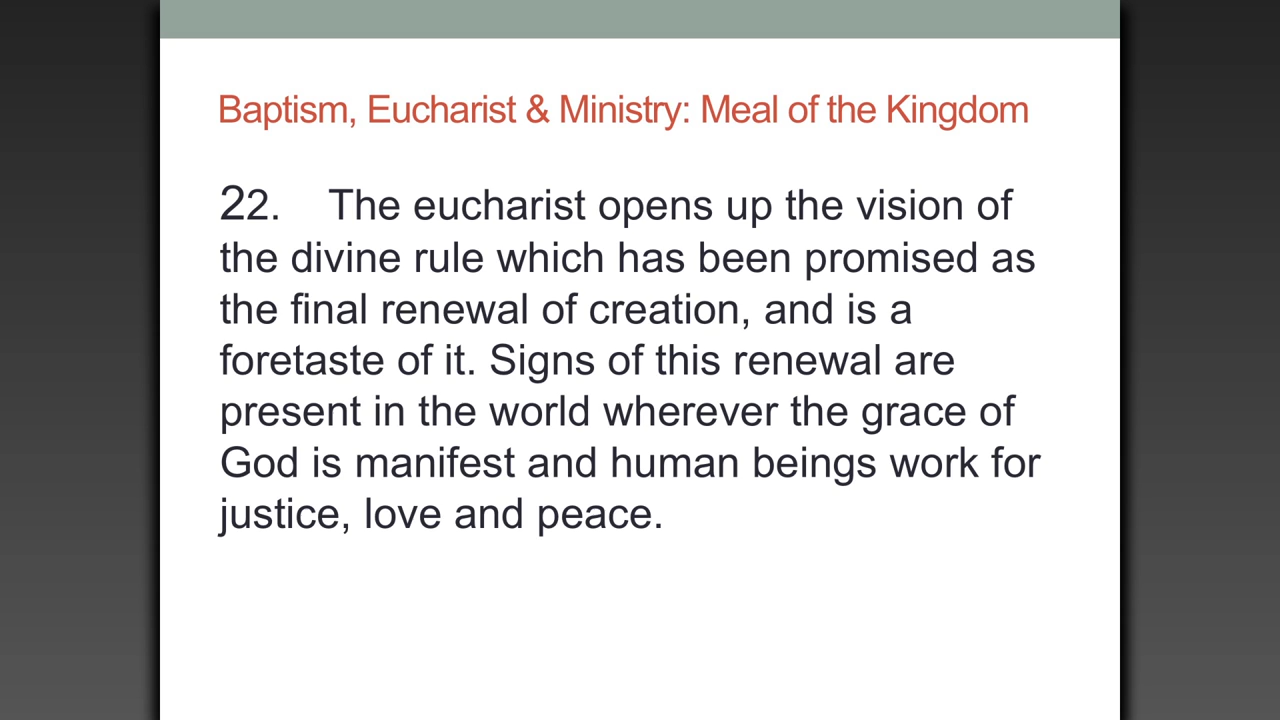 Baptism, Eucharist & Ministry: Meal of the Kingdom
22. The eucharist opens up the vision of
the divine rule which has been promised as
the final renewal of creation, and is a
foretaste of it. Signs of this renewal are
present in the world wherever the grace of
God is manifest and human beings work for
justice, love and peace.